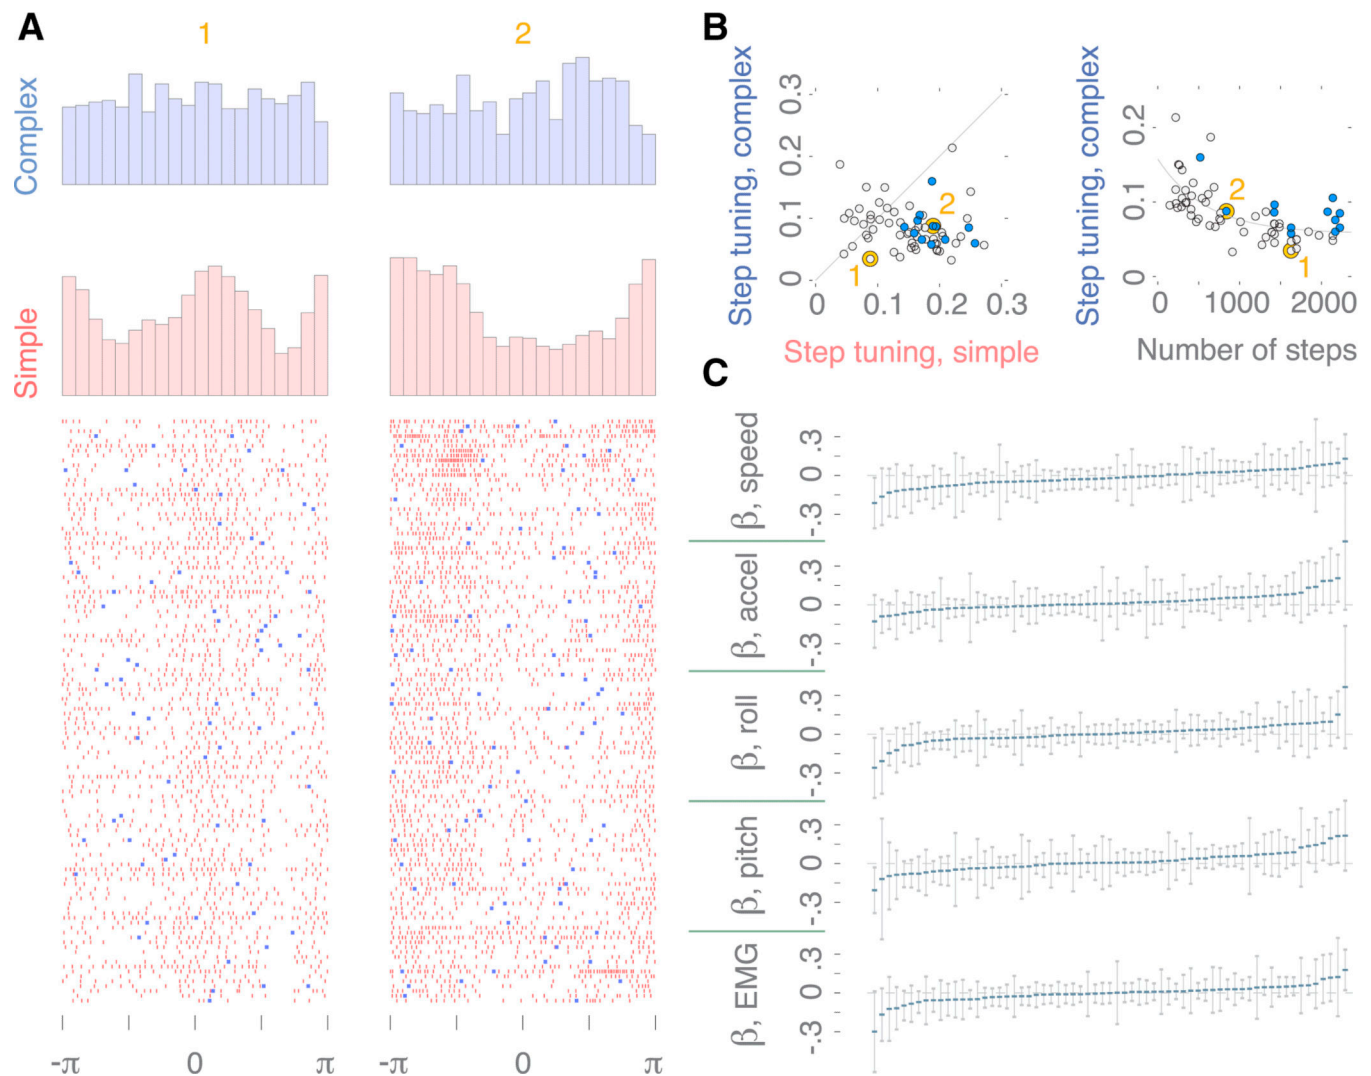 A
1
2
Complex
Simple
-π 0 π
-π 0 π
B
Step tuning, complex
0.3
0.2
0.1
0
0 0.1 0.2 0.3
Step tuning, simple
1
2
Step tuning, complex
0.2
0.1
0
0 1000 2000
Number of steps
2
1
C
β, speed
.3
0
-.3
β, accel
.3
0
-.3
β, roll
.3
0
-.3
β, pitch
.3
0
-.3
β, EMG
.3
0
-.3